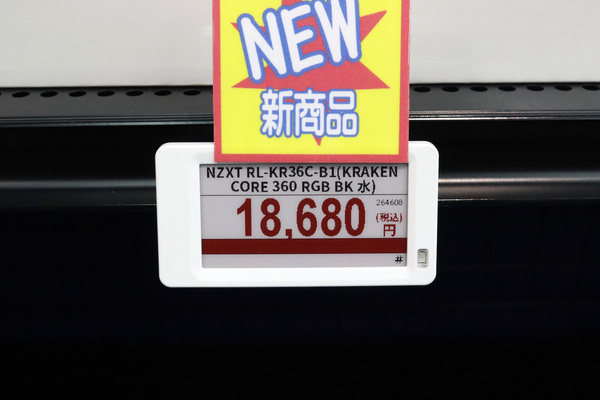 NEW
新商品
NZXT RL-KR36C-B1(KRAKEN
CORE 360 RGB BK 水)
264608
18,680
(税込)
円
#